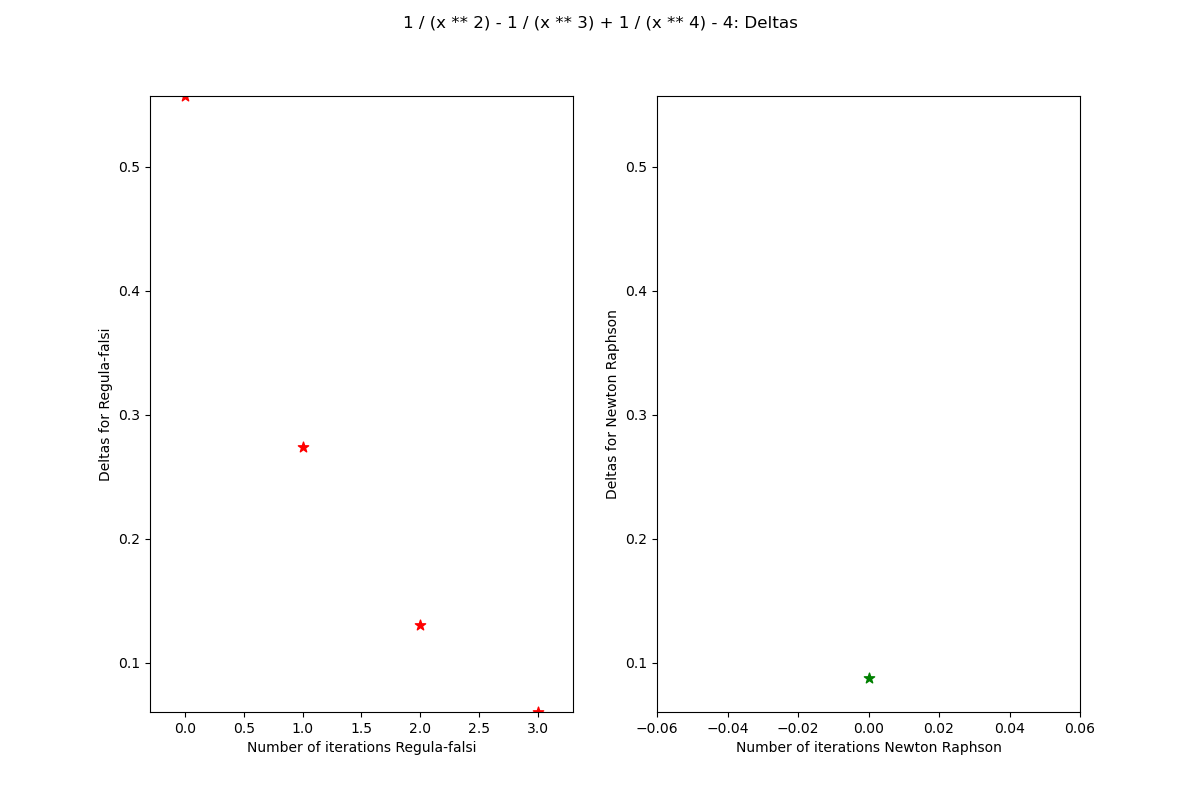 1 / (x ** 2) - 1 / (x ** 3) + 1 / (x ** 4) - 4: Deltas
Deltas for Regula-falsi
0.5
0.4
0.3
0.2
0.1
0.0 0.5 1.0 1.5 2.0 2.5 3.0
Number of iterations Regula-falsi
Deltas for Newton Raphson
0.5
0.4
0.3
0.2
0.1
−0.06 −0.04 −0.02 0.00 0.02 0.04 0.06
Number of iterations Newton Raphson